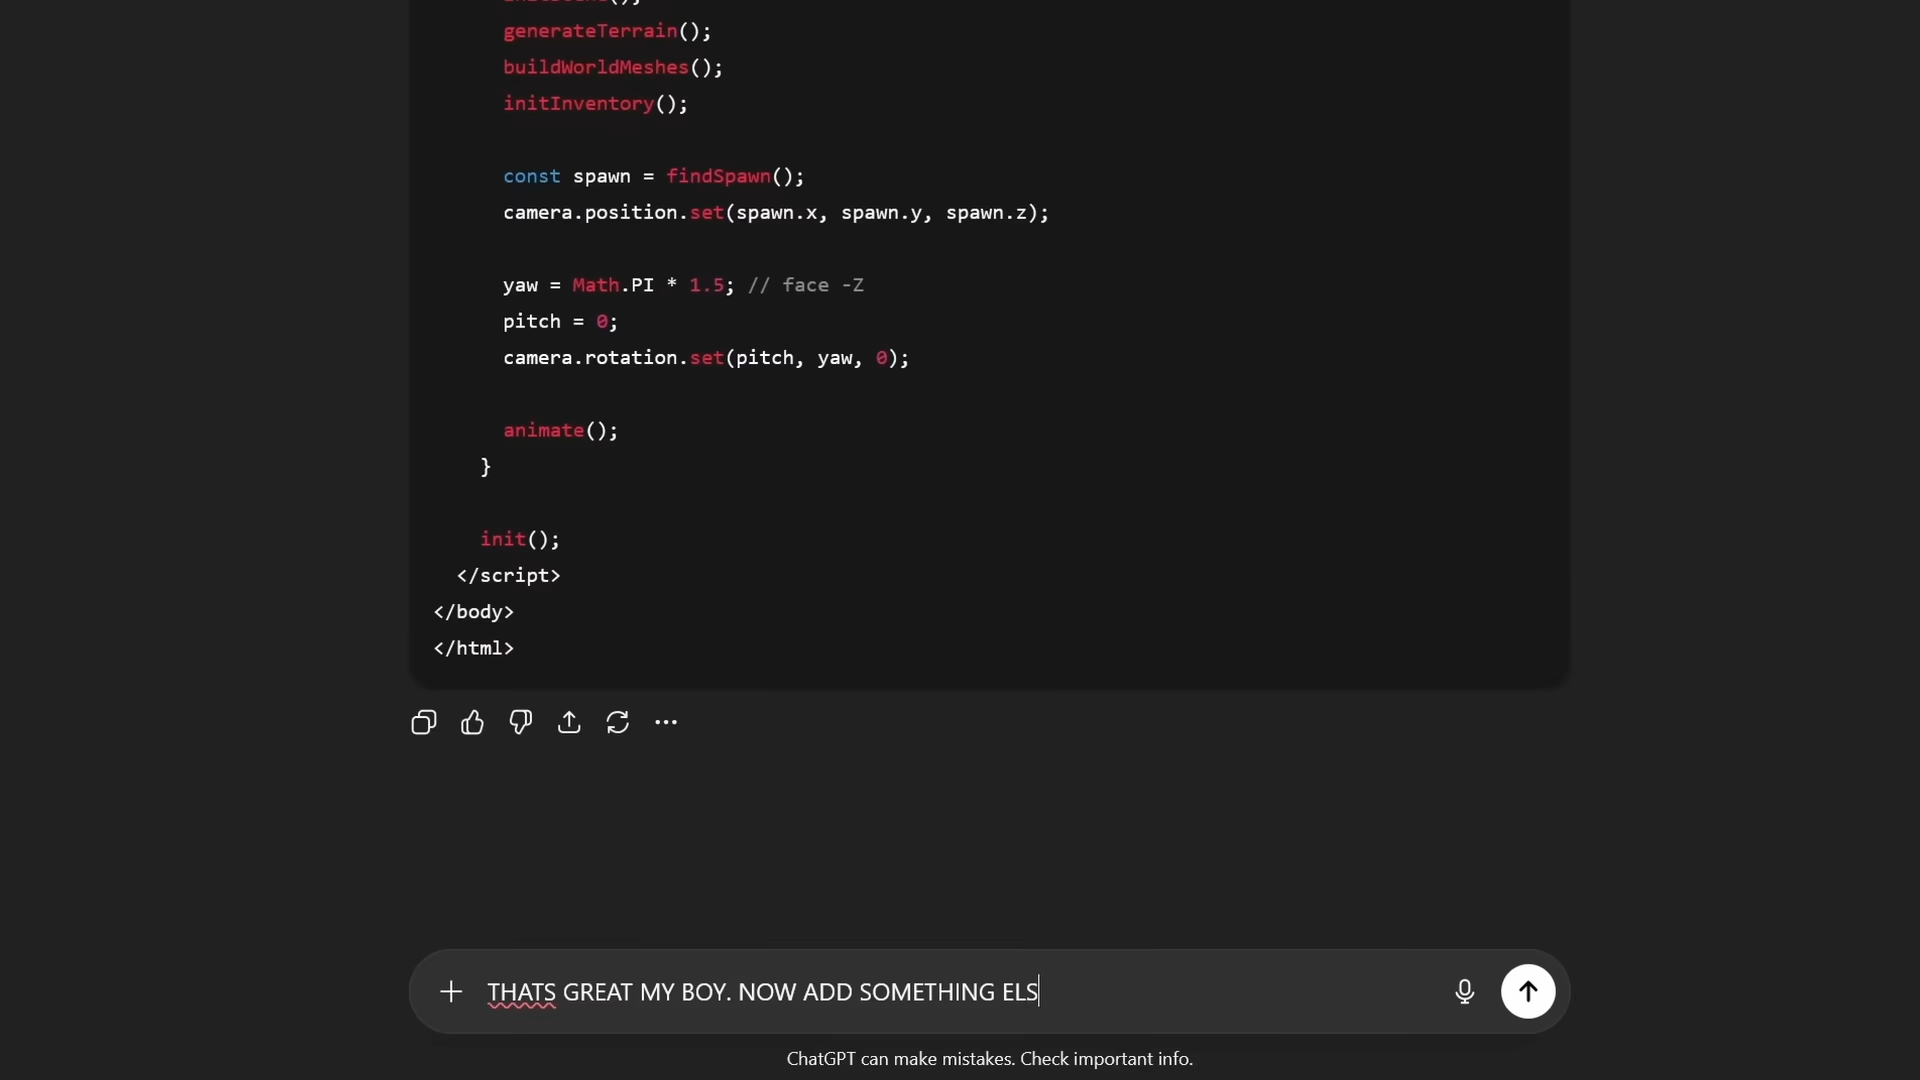 generateTerrain();
buildWorldMeshes();
initInventory();
const spawn = findSpawn();
camera.position.set(spawn.x, spawn.y, spawn.z);
yaw = Math.PI * 1.5; // face -Z
pitch = 0;
camera.rotation.set(pitch, yaw, 0);
animate();
}
init();
</script>
</body>
</html>
THATS GREAT MY BOY. NOW ADD SOMETHING ELS
ChatGPT can make mistakes. Check important info.